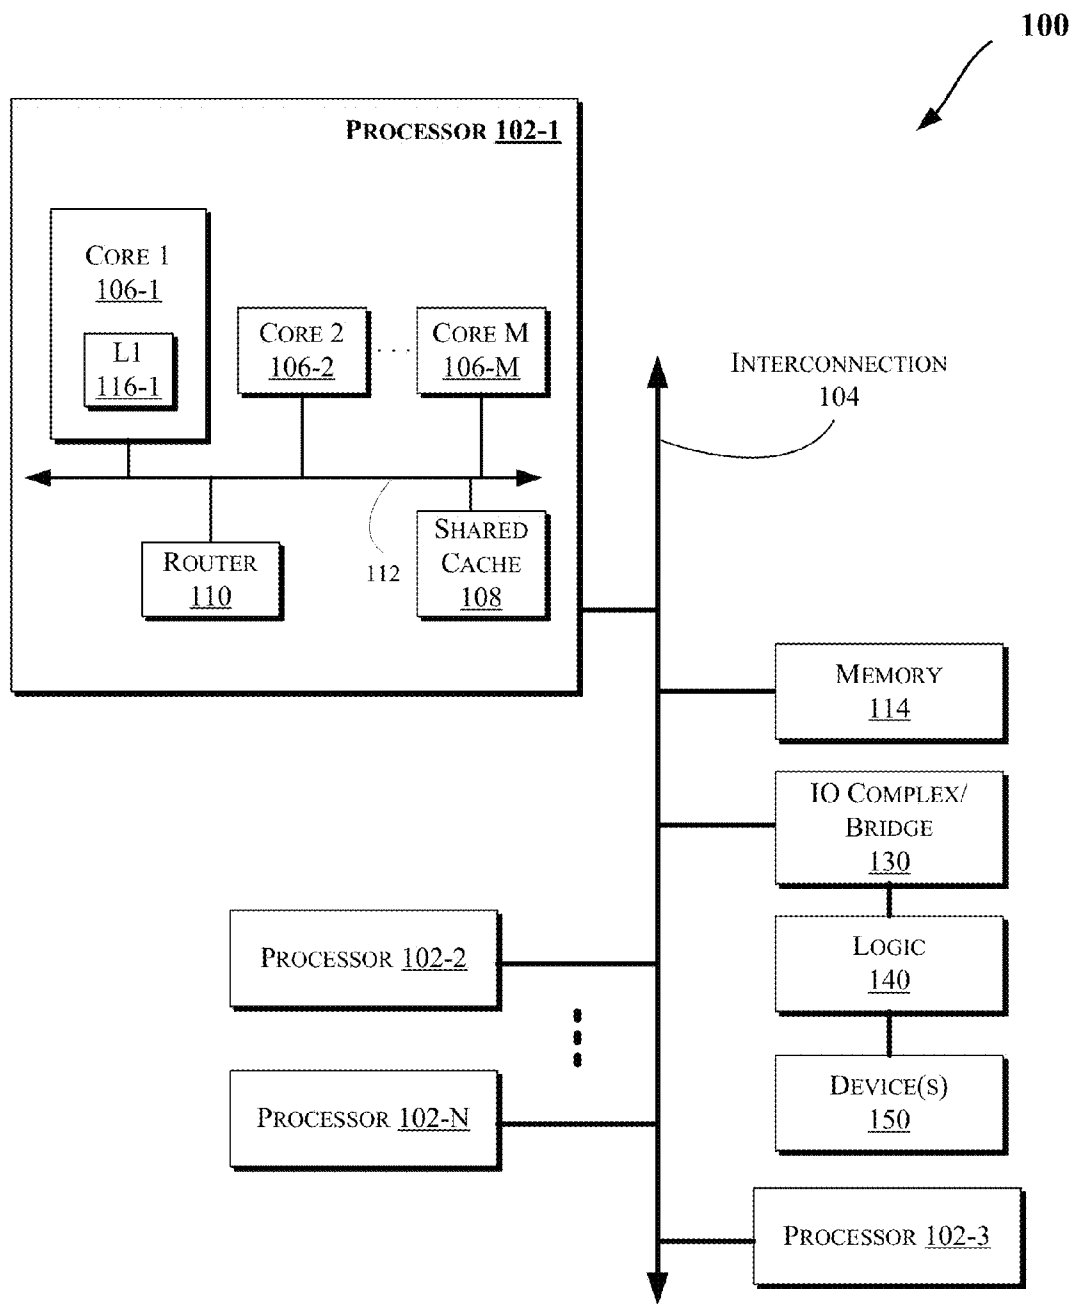 100
PROCESSOR 102-1
CORE 1
106-1
L1
116-1
CORE 2
106-2
CORE M
106-M
INTERCONNECTION
104
ROUTER
110
112
SHARED
CACHE
108
MEMORY
114
IO COMPLEX/
BRIDGE
130
LOGIC
140
DEVICE(S)
150
PROCESSOR 102-2
PROCESSOR 102-N
PROCESSOR 102-3